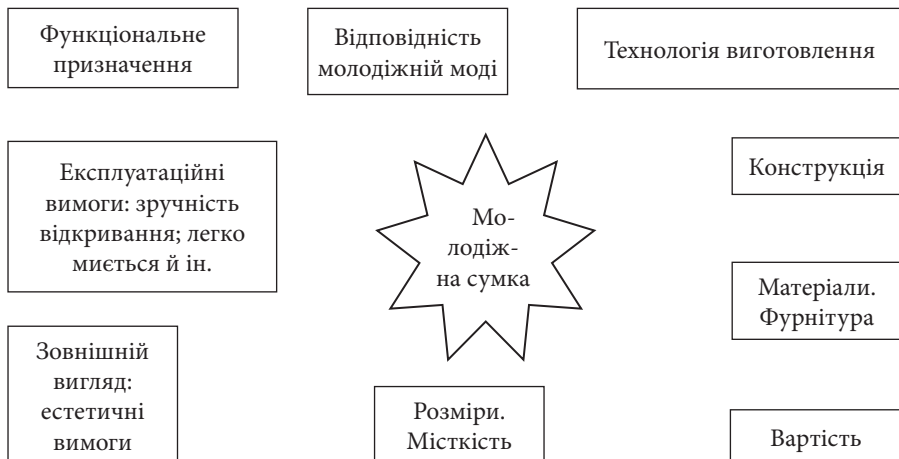 Функціональне
призначення
Відповідність
молодіжній моді
Технологія виготовлення
Експлуатаційні
вимоги: зручність
відкривання; легко
миється й ін.
Мо-
лодіж-
на сумка
Конструкція
Матеріали.
Фурнітура
Зовнішній
вигляд:
естетичні
вимоги
Розміри.
Місткість
Вартість